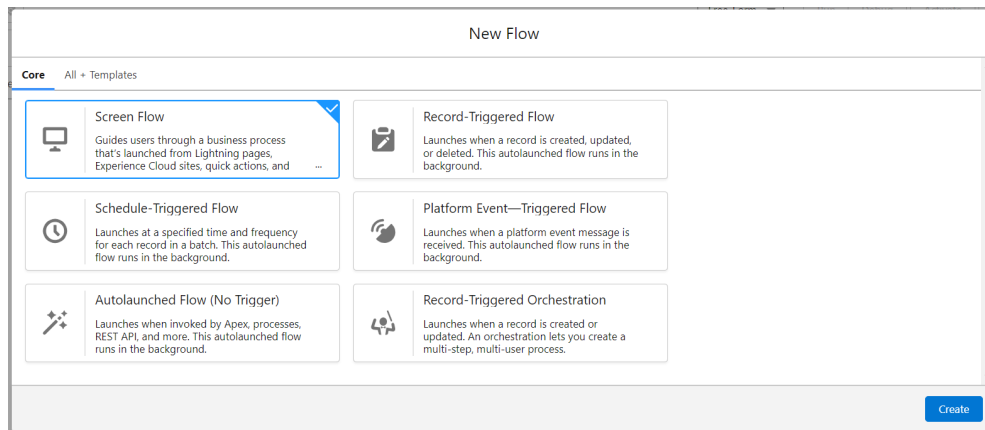 New Flow
Core All + Templates
Screen Flow
Guides users through a business process
that's launched from Lightning pages,
Experience Cloud sites, quick actions, and ...
Record-Triggered Flow
Launches when a record is created, updated,
or deleted. This autolaunched flow runs in the
background.
Schedule-Triggered Flow
Launches at a specified time and frequency
for each record in a batch. This autolaunched
flow runs in the background.
Platform Event—Triggered Flow
Launches when a platform event message is
received. This autolaunched flow runs in the
background.
Autolaunched Flow (No Trigger)
Launches when invoked by Apex, processes,
REST API, and more. This autolaunched flow
runs in the background.
Record-Triggered Orchestration
Launches when a record is created or
updated. An orchestration lets you create a
multi-step, multi-user process.
Create